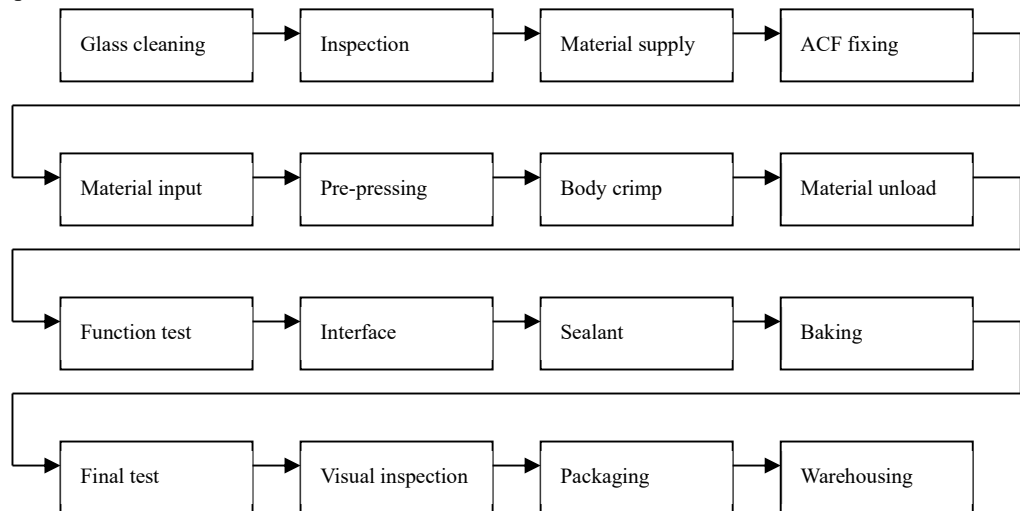 Glass cleaning
Inspection
Material supply
ACF fixing
Material input
Pre-pressing
Body crimp
Material unload
Function test
Interface
Sealant
Baking
Final test
Visual inspection
Packaging
Warehousing